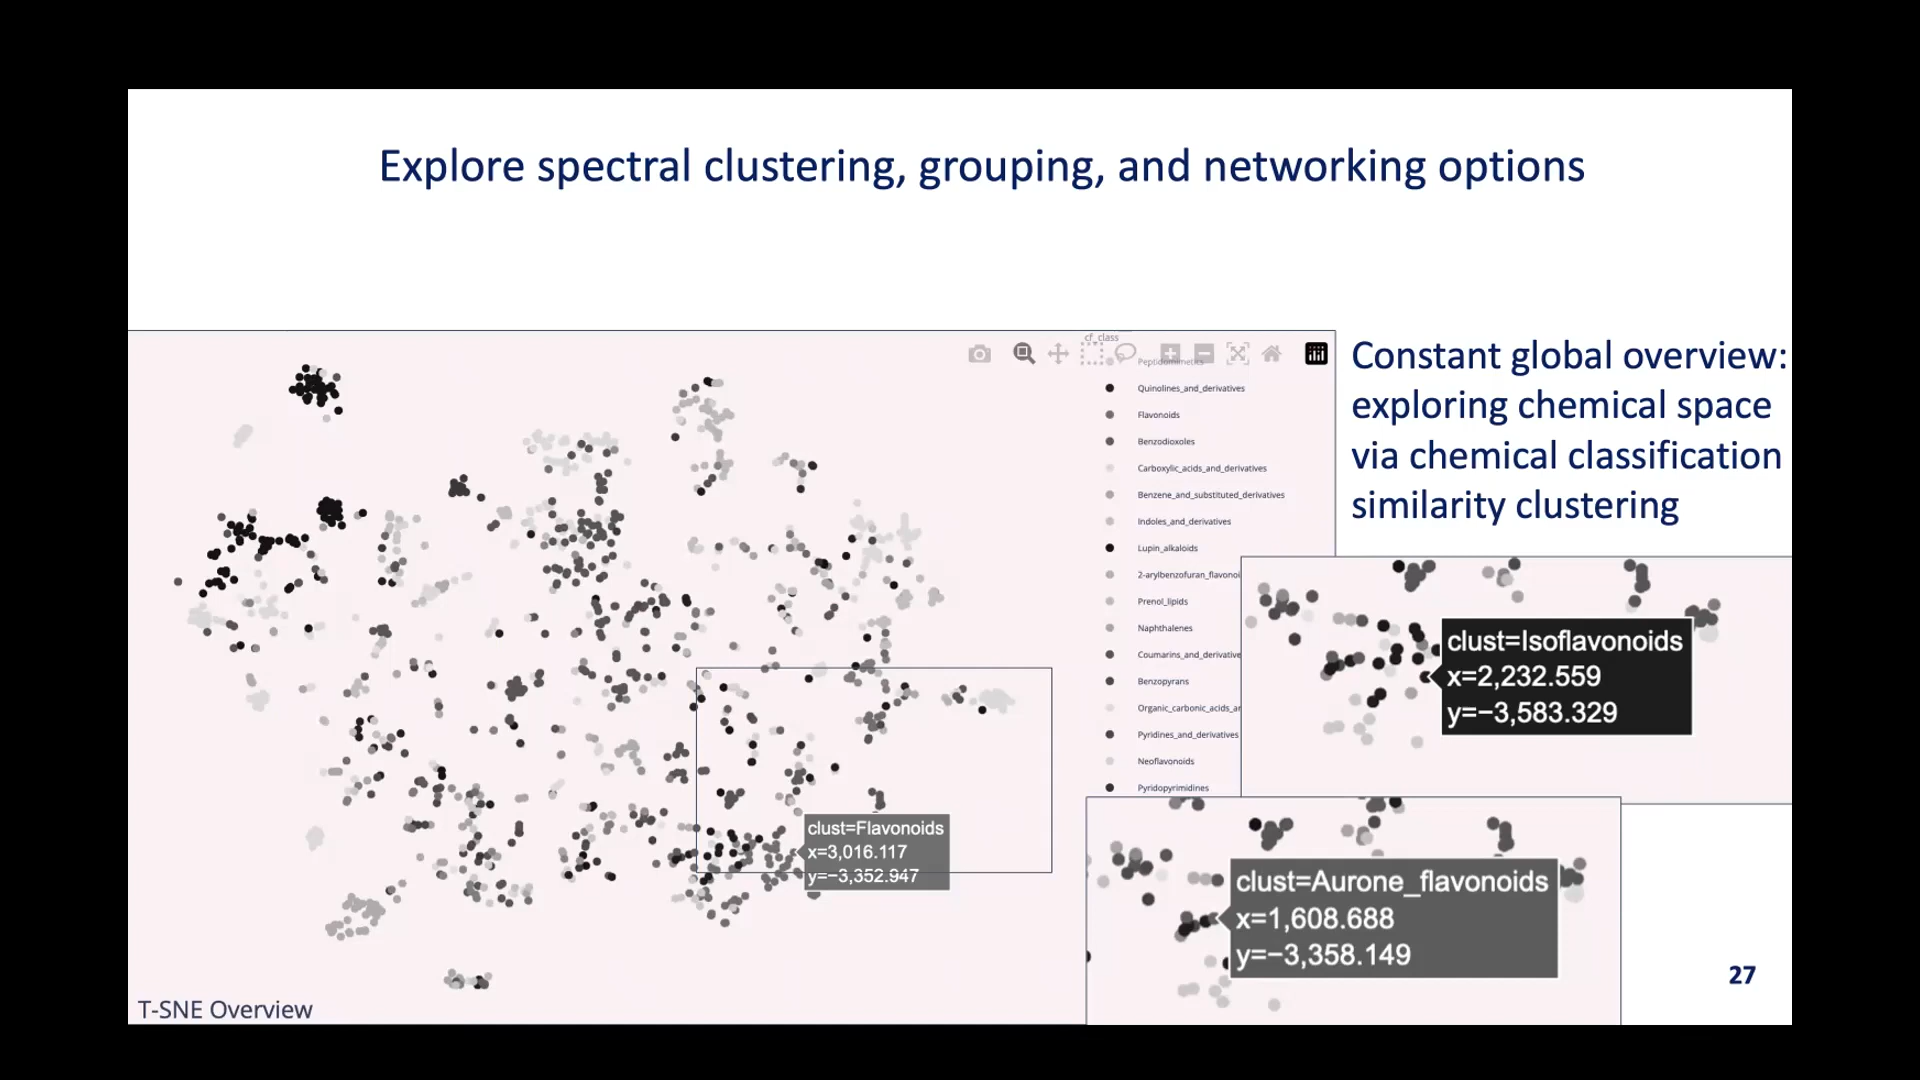 Explore spectral clustering, grouping, and networking options
cf_class
Peptidomimetics
Quinolines_and_derivatives
Flavonoids
Benzodioxoles
Carboxylic_acids_and_derivatives
Benzene_and_substituted_derivatives
Indoles_and_derivatives
Lupin_alkaloids
2-arylbenzofuran_flavonoi
Prenol_lipids
Naphthalenes
Coumarins_and_derivative
Benzopyrans
Organic_carbonic_acids_ar
Pyridines_and_derivatives
Neoflavonoids
Pyridopyrimidines
Constant global overview:
exploring chemical space
via chemical classification
similarity clustering
clust=Isoflavonoids
x=2,232.559
y=−3,583.329
clust=Flavonoids
x=3,016.117
y=−3,352.947
clust=Aurone_flavonoids
x=1,608.688
y=−3,358.149
27
T-SNE Overview